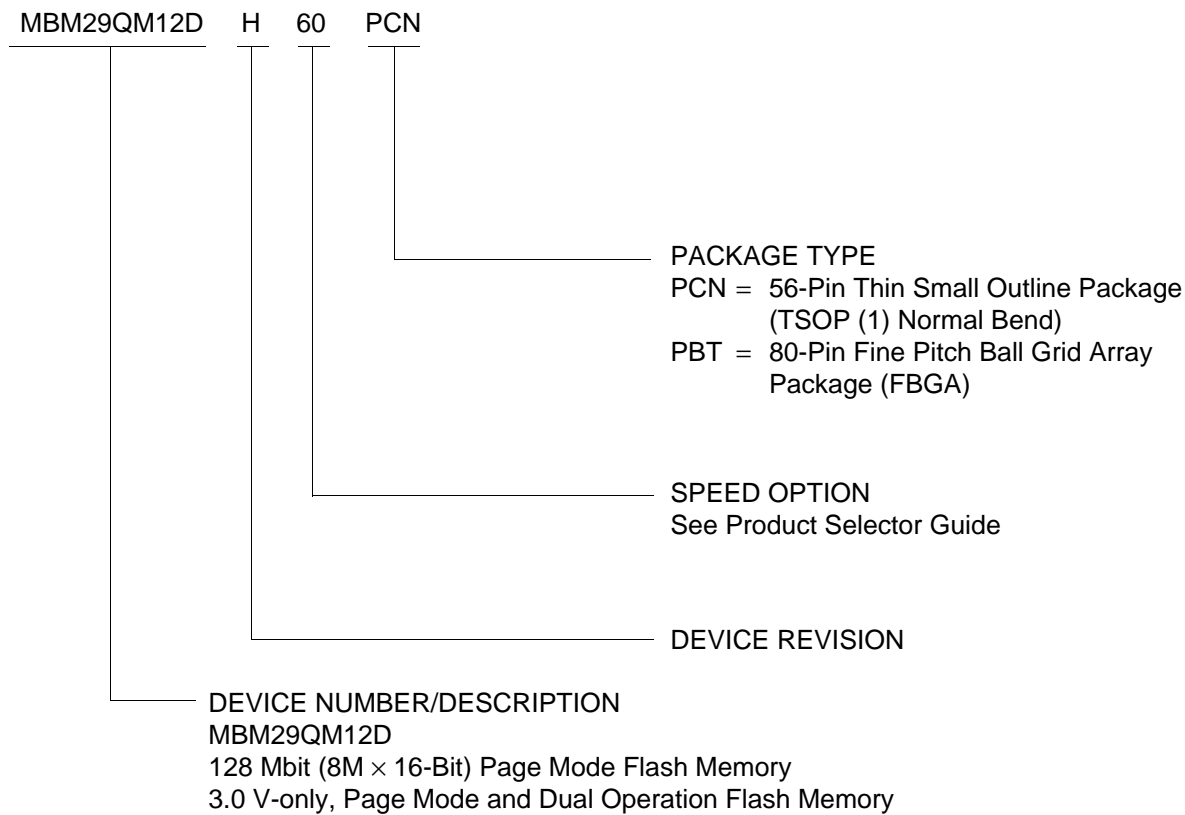 MBM29QM12D H 60 PCN
PACKAGE TYPE
PCN = 56-Pin Thin Small Outline Package
(TSOP (1) Normal Bend)
PBT = 80-Pin Fine Pitch Ball Grid Array
Package (FBGA)
SPEED OPTION
See Product Selector Guide
DEVICE REVISION
DEVICE NUMBER/DESCRIPTION
MBM29QM12D
128 Mbit (8M × 16-Bit) Page Mode Flash Memory
3.0 V-only, Page Mode and Dual Operation Flash Memory